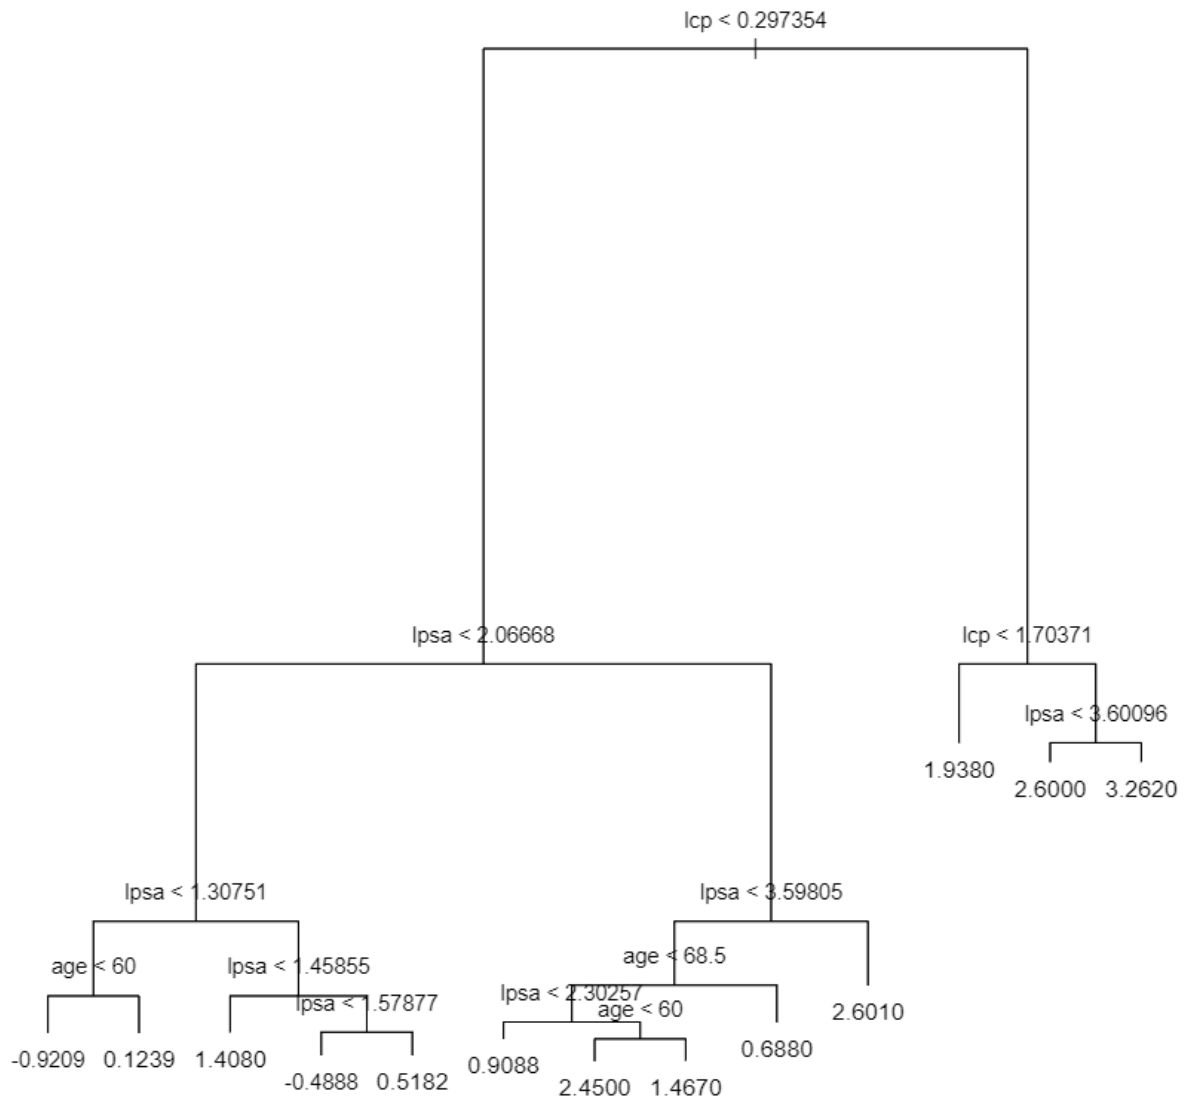 lcp < 0.297354
lpsa < 2.06668
lcp < 1.70371
lpsa < 3.60096
1.9380
2.6000 3.2620
lpsa < 1.30751
lpsa < 3.59805
age < 60
lpsa < 1.45855
age < 68.5
lpsa < 1.57877
lpsa < 2.30257
age < 60
2.6010
-0.9209 0.1239 1.4080
-0.4888 0.5182
0.9088
0.6880
2.4500 1.4670